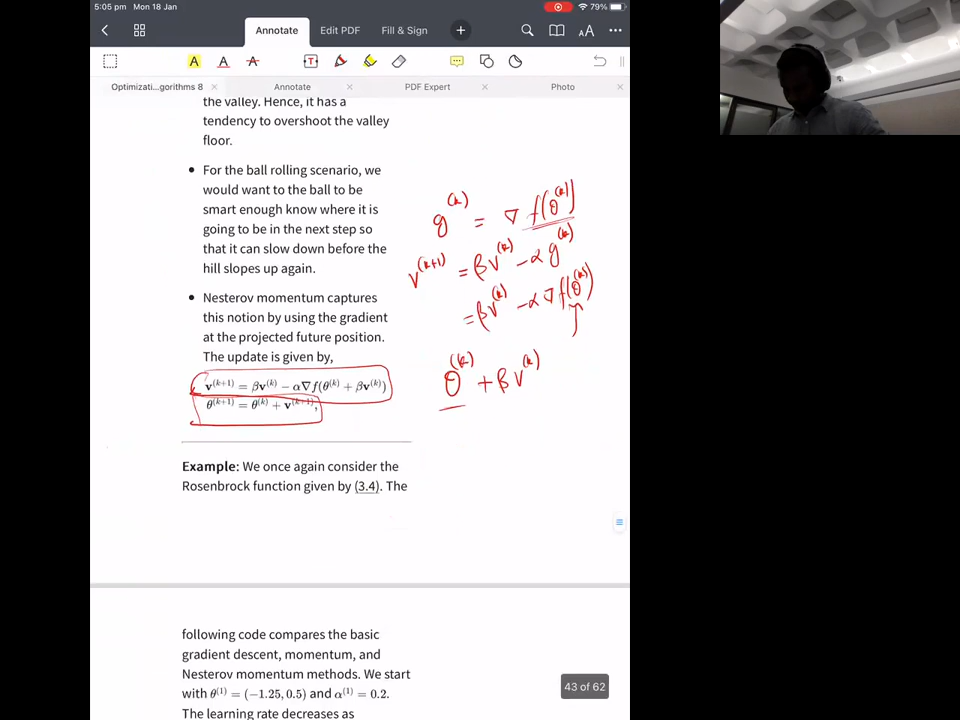 5:05 pm Mon 18 Jan
79%
Annotate
Edit PDF
Fill & Sign
Optimizati...gorithms 8
Annotate
PDF Expert
Photo
the valley. Hence, it has a
tendency to overshoot the valley
floor.
• For the ball rolling scenario, we
would want to the ball to be
smart enough know where it is
going to be in the next step so
that it can slow down before the
hill slopes up again.
• Nesterov momentum captures
this notion by using the gradient
at the projected future position.
The update is given by,
v^(k+1) = βv^(k) − α∇f(θ^(k) + βv^(k))
θ^(k+1) = θ^(k) + v^(k+1),
g^(k) = ∇ f(θ^(k))
v^(k+1) = βv^(k) − α g^(k)
= βv^(k) − α ∇ f(θ^(k))
θ^(k) + βv^(k)
Example: We once again consider the
Rosenbrock function given by (3.4). The
following code compares the basic
gradient descent, momentum, and
Nesterov momentum methods. We start
with θ^(1) = (−1.25, 0.5) and α^(1) = 0.2.
The learning rate decreases as
43 of 62